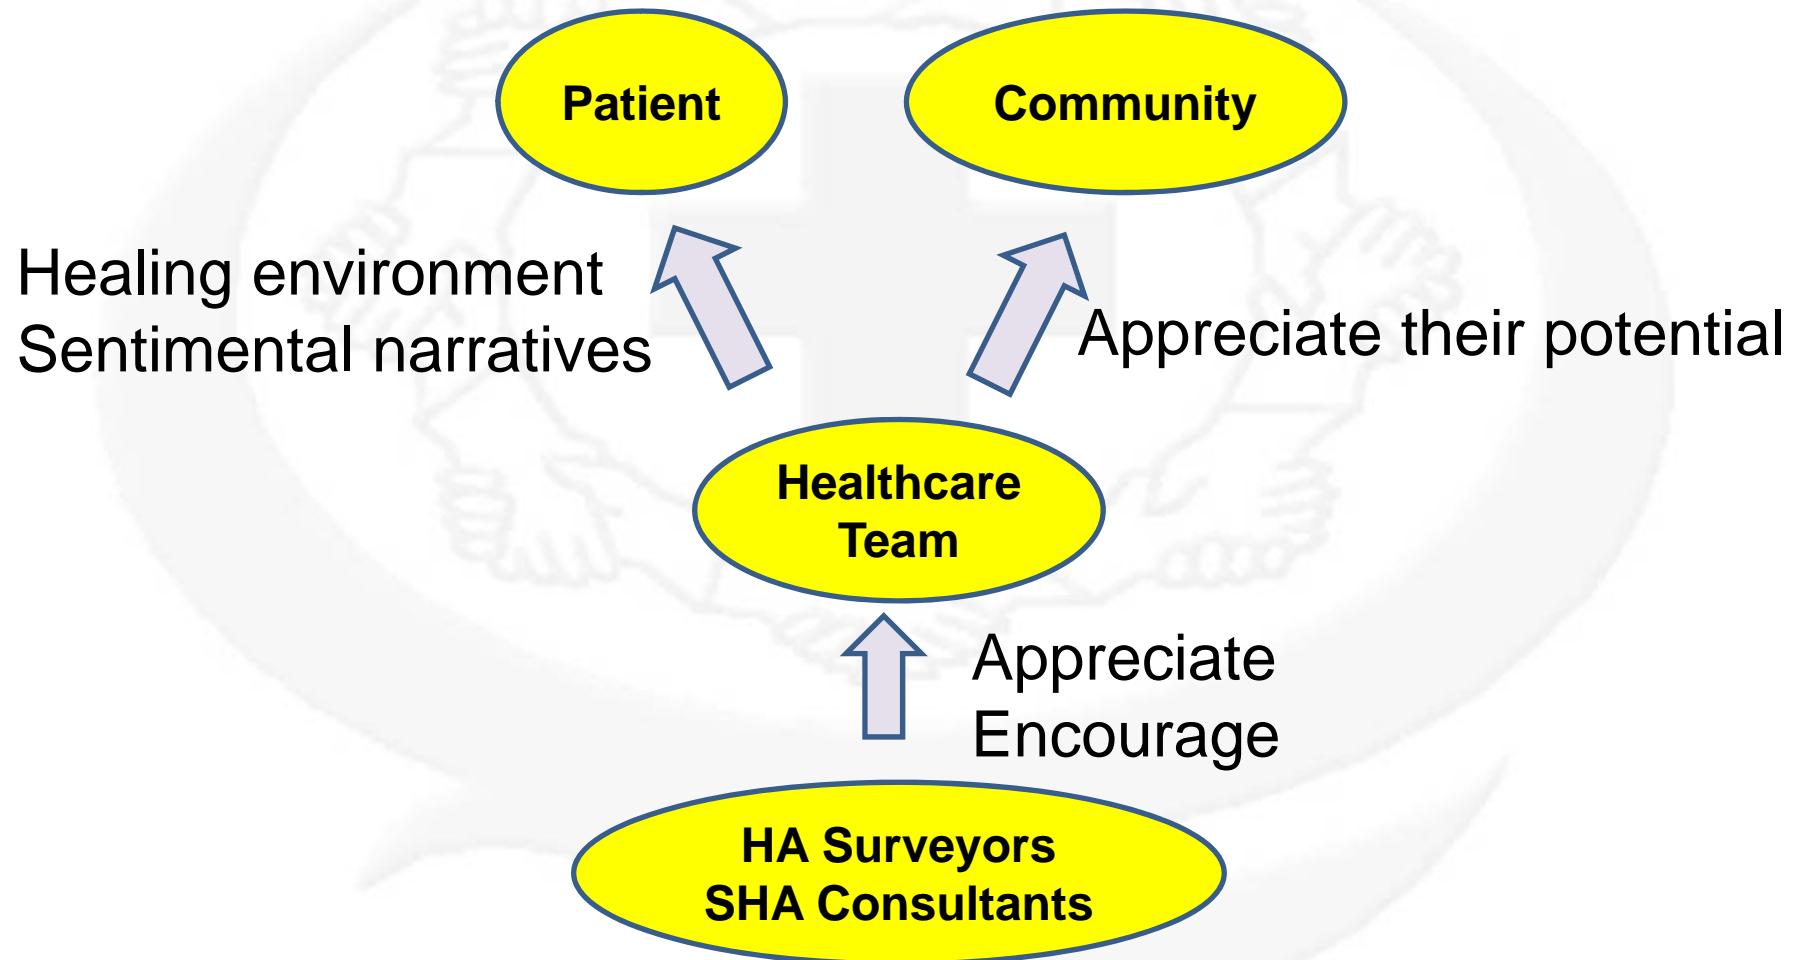 Patient
Community
Healing environment
Sentimental narratives
Appreciate their potential
Healthcare
Team
Appreciate
Encourage
HA Surveyors
SHA Consultants